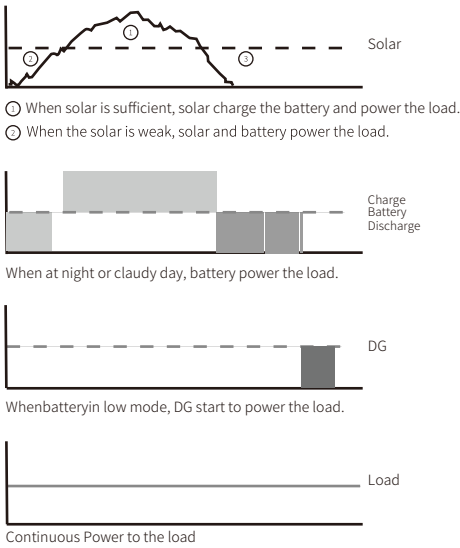 ① 
② ③
Solar
① When solar is sufficient, solar charge the battery and power the load.
② When the solar is weak, solar and battery power the load.
Charge
Battery
Discharge
When at night or claudy day, battery power the load.
DG
Whenbatteryin low mode, DG start to power the load.
Load
Continuous Power to the load